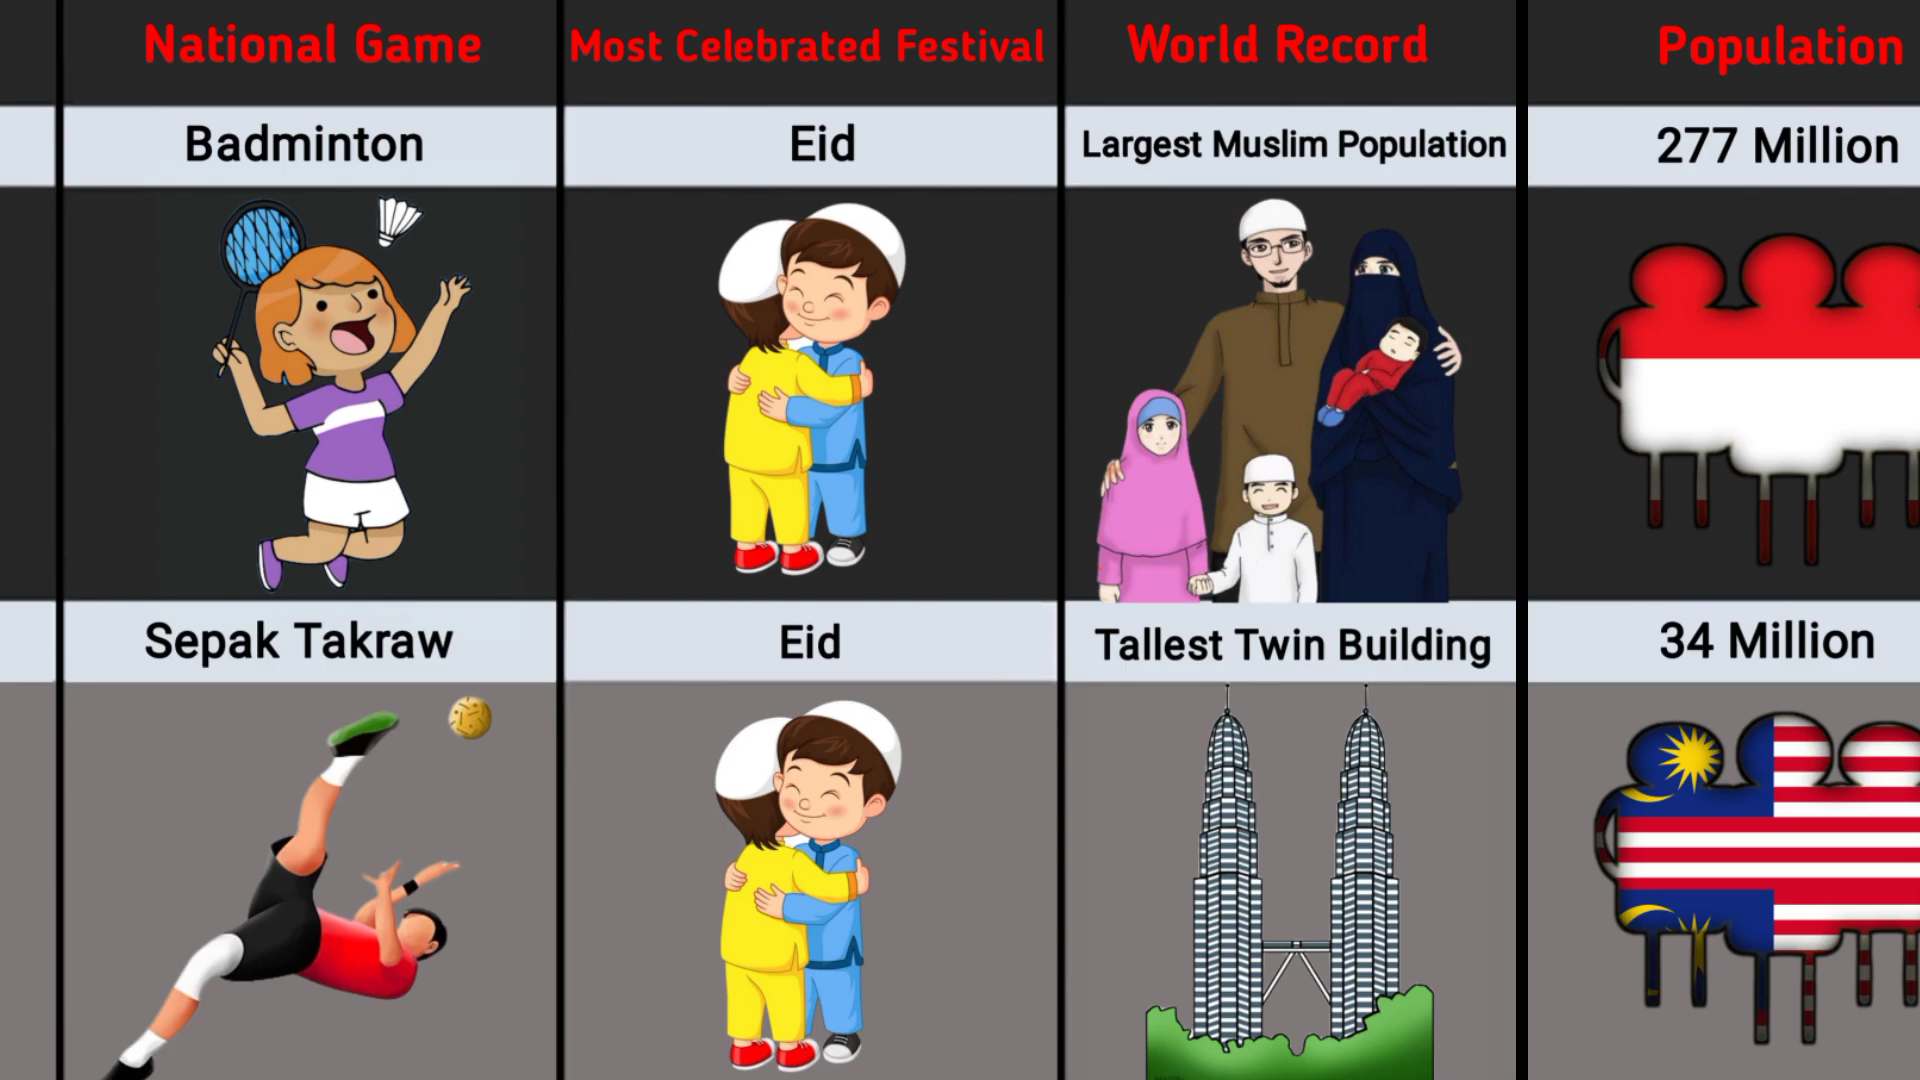 National Game
Most Celebrated Festival
World Record
Population
Badminton
Eid
Largest Muslim Population
277 Million
Sepak Takraw
Eid
Tallest Twin Building
34 Million